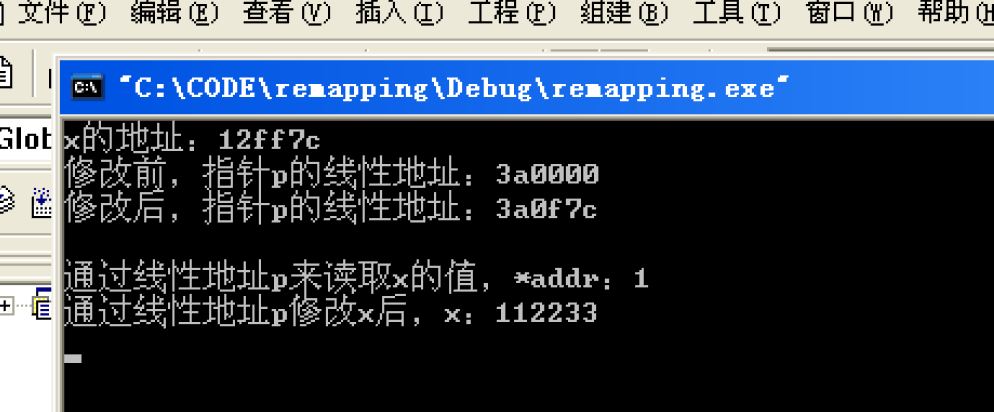 文件(F) 编辑(E) 查看(V) 插入(I) 工程(P) 组建(B) 工具(T) 窗口(W) 帮助(H
"C:\CODE\remapping\Debug\remapping.exe"
Glob
x的地址：12ff7c
修改前，指针p的线性地址：3a0000
修改后，指针p的线性地址：3a0f7c
通过线性地址p来读取x的值，*addr：1
通过线性地址p修改x后，x：112233